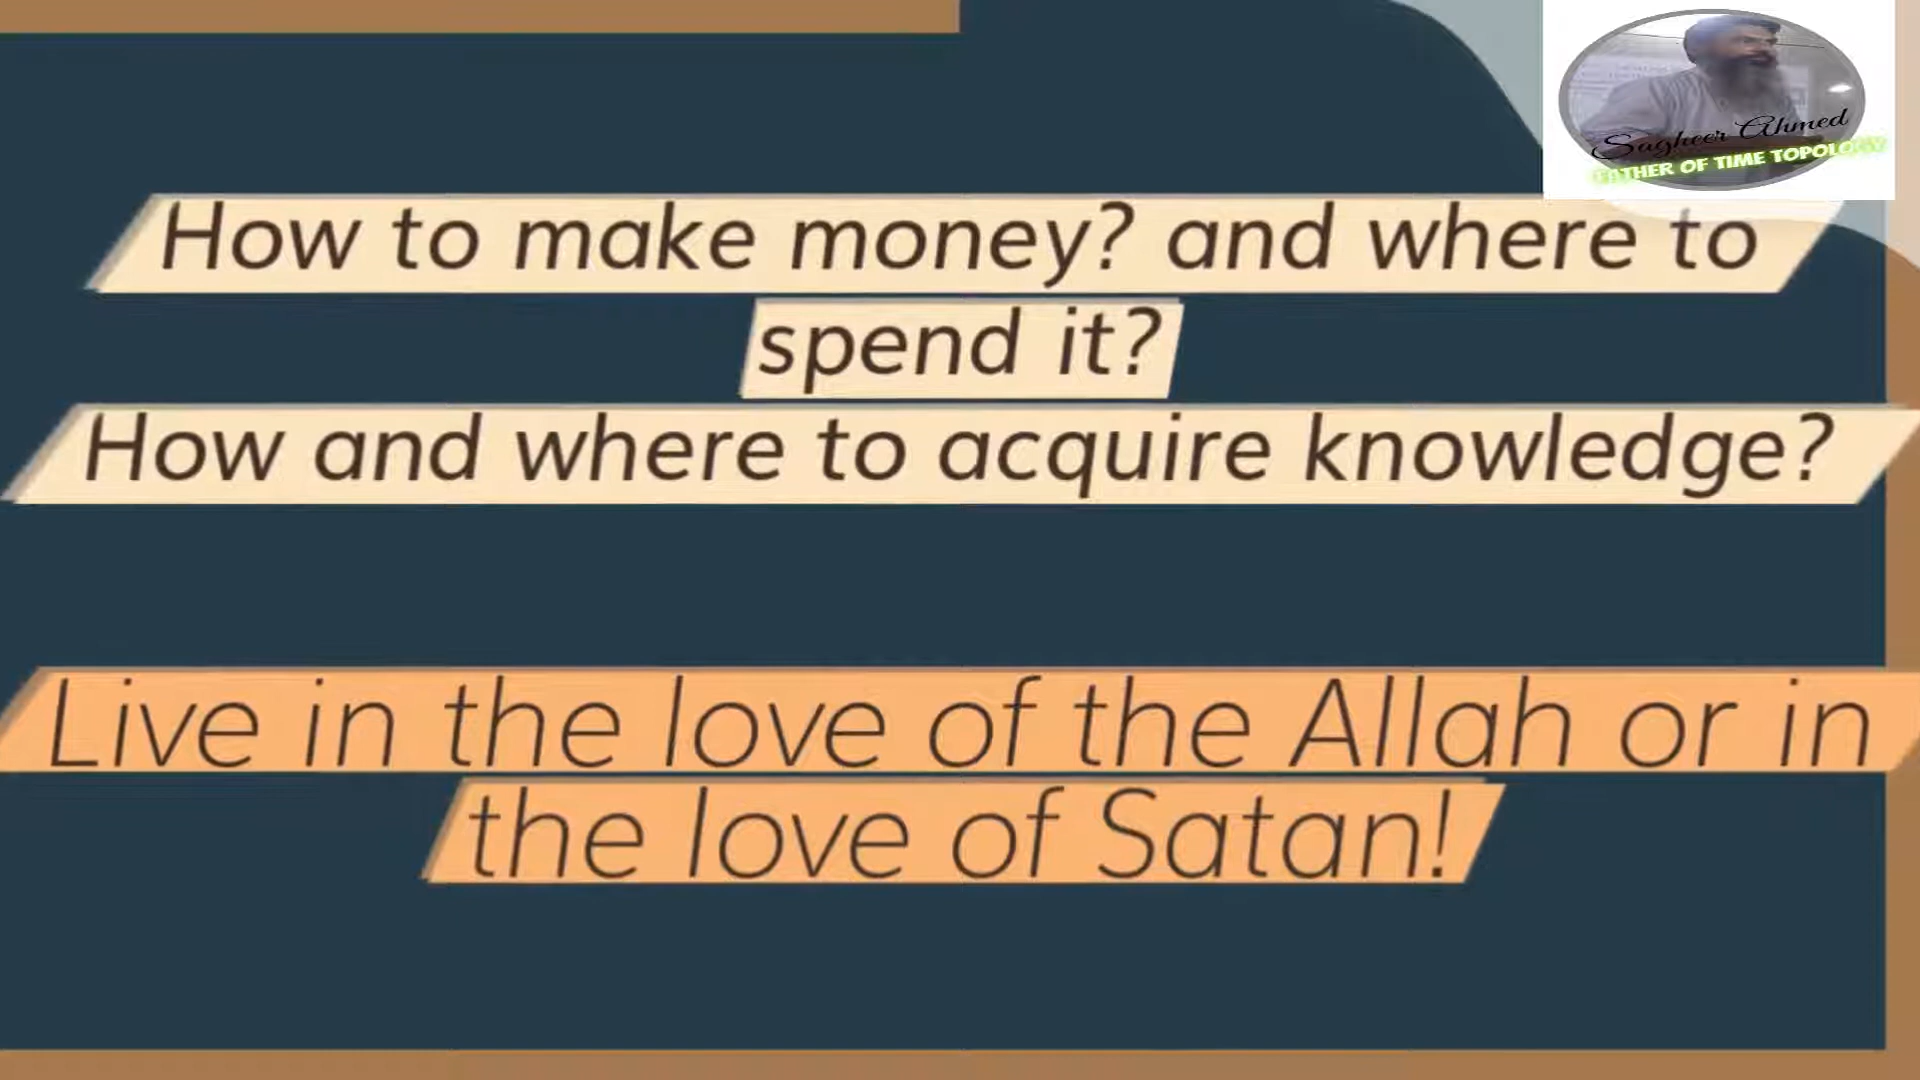 Sagheer Ahmed
FATHER OF TIME TOPOLOGY
How to make money? and where to
spend it?
How and where to acquire knowledge?
Live in the love of the Allah or in
the love of Satan!